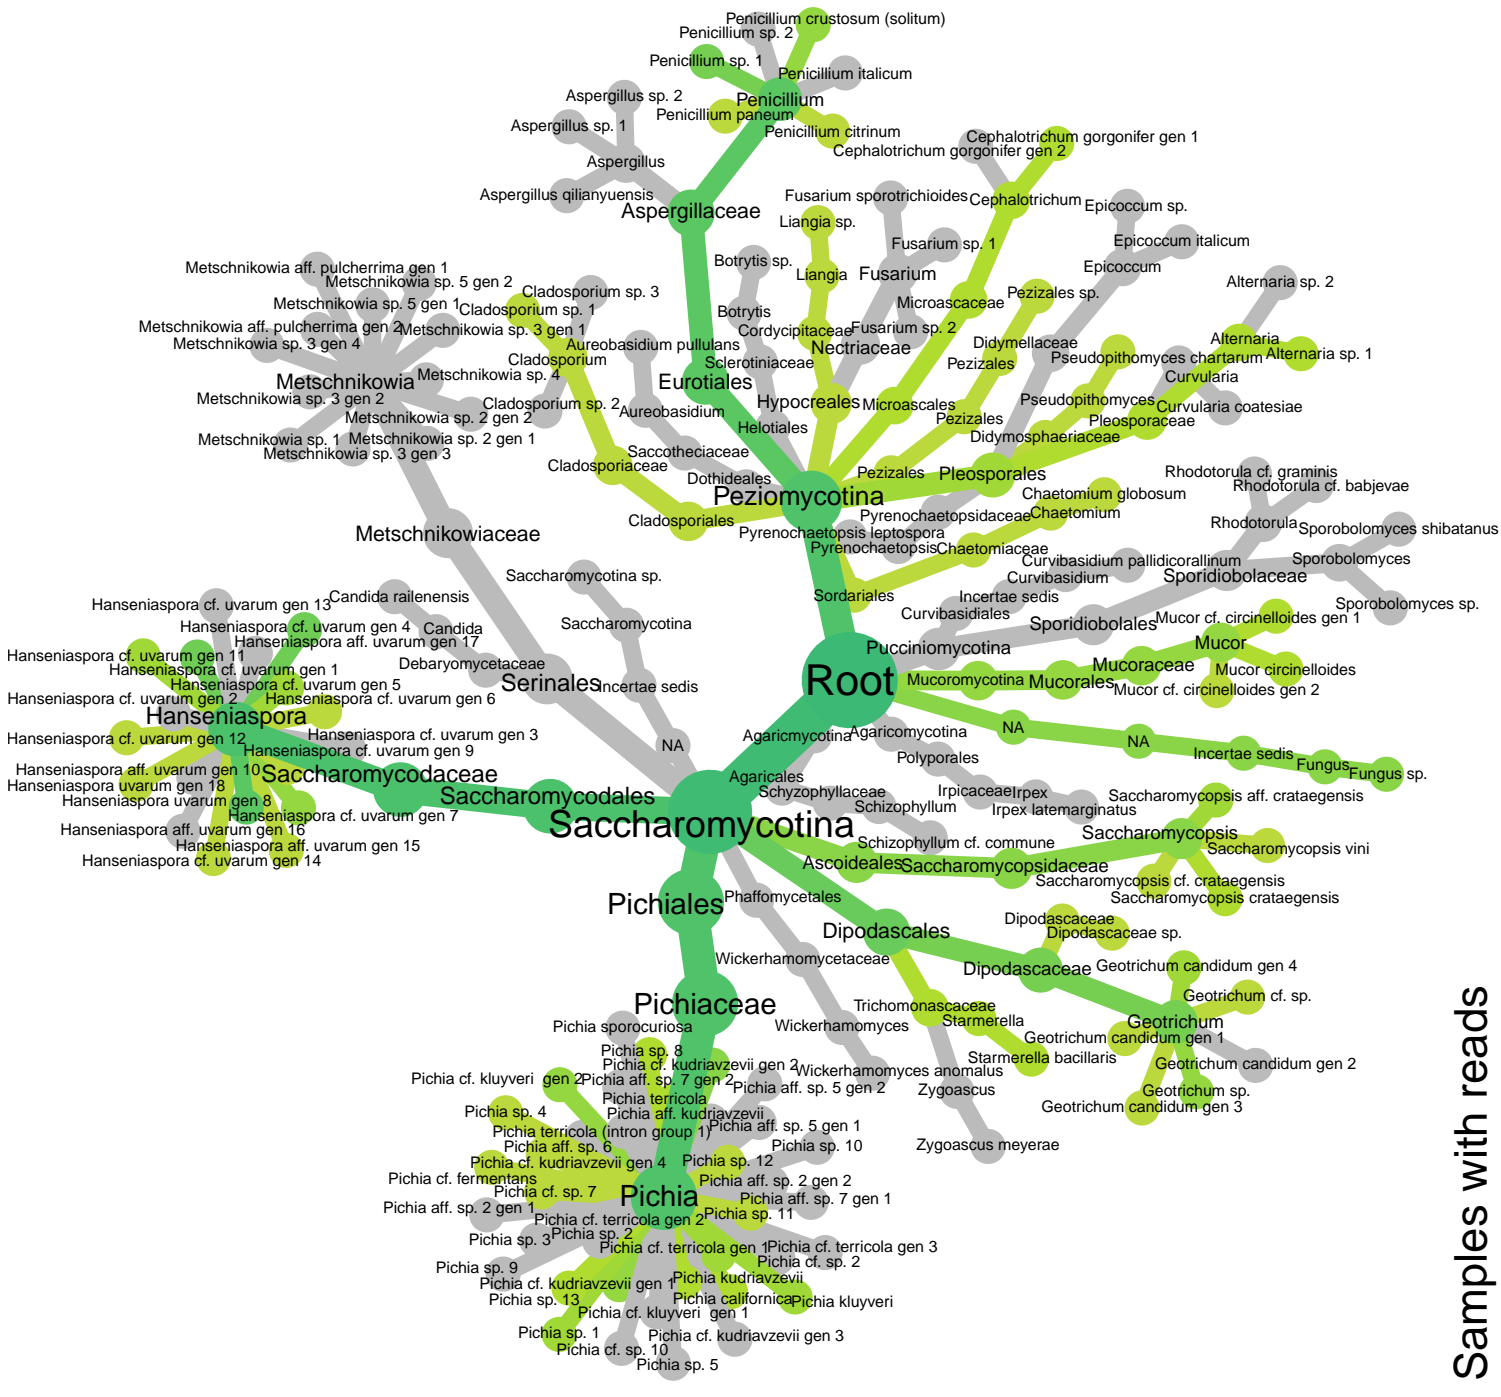 Penicillium crustosum (solitum)
Penicillium sp. 2
Penicillium sp. 1
Penicillium italicum
Penicillium
Penicillium paneum
Penicillium citrinum
Aspergillus sp. 2
Aspergillus sp. 1
Aspergillus
Aspergillus qilianyuensis
Aspergillaceae
Cephalotrichum gorgonifer gen 1
Cephalotrichum gorgonifer gen 2
Fusarium sporotrichioides
Cephalotrichum
Epicoccum sp.
Liangia sp.
Fusarium sp. 1
Epicoccum italicum
Botrytis sp.
Liangia
Fusarium
Epicoccum
Alternaria sp. 2
Metschnikowia aff. pulcherrima gen 1
Metschnikowia sp. 5 gen 2
Metschnikowia sp. 5 gen 1
Cladosporium sp. 3
Cladosporium sp. 1
Metschnikowia aff. pulcherrima gen 2
Metschnikowia sp. 3 gen 1
Metschnikowia sp. 3 gen 4
Aureobasidium pullulans
Cladosporium
Metschnikowia
Metschnikowia sp. 4
Metschnikowia sp. 3 gen 2
Cladosporium sp. 2
Metschnikowia sp. 2 gen 2
Metschnikowia sp. 1
Metschnikowia sp. 2 gen 1
Metschnikowia sp. 3 gen 3
Botrytis
Cordycipitaceae
Fusarium sp. 2
Microascaceae
Pezizales sp.
Nectriaceae
Didymellaceae
Alternaria
Sclerotiniaceae
Pezizales
Pseudopithomyces chartarum
Alternaria sp. 1
Eurotiales
Curvularia
Hypocreales
Microascales
Pseudopithomyces
Curvularia coatesiae
Aureobasidium
Helotiales
Pezizales
Pleosporaceae
Didymosphaeriaceae
Saccotheciaceae
Cladosporiaceae
Dothideales
Pezizales
Pleosporales
Peziomycotina
Chaetomium globosum
Rhodotorula cf. graminis
Rhodotorula cf. babjevae
Cladosporiales
Pyrenochaetopsidaceae
Chaetomium
Pyrenochaetopsis leptospora
Rhodotorula
Sporobolomyces shibatanus
Metschnikowiaceae
Pyrenochaetopsis
Chaetomiaceae
Curvibasidium pallidicorallinum
Sporobolomyces
Saccharomycotina sp.
Curvibasidium
Sporidiobolaceae
Sordariales
Incertae sedis
Curvibasidiales
Sporobolomyces sp.
Hanseniaspora cf. uvarum gen 13
Candida railenensis
Saccharomycotina
Sporidiobolales
Mucor cf. circinelloides gen 1
Hanseniaspora cf. uvarum gen 4
Candida
Hanseniaspora aff. uvarum gen 17
Pucciniomycotina
Mucor
Hanseniaspora cf. uvarum gen 11
Debaryomycetaceae
Mucoraceae
Hanseniaspora cf. uvarum gen 1
Mucor circinelloides
Hanseniaspora cf. uvarum gen 5
Serinales
Incertae sedis
Root
Mucoromycotina
Mucorales
Mucor cf. circinelloides gen 2
Hanseniaspora cf. uvarum gen 2
Hanseniaspora cf. uvarum gen 6
Hanseniaspora
Hanseniaspora cf. uvarum gen 3
Hanseniaspora cf. uvarum gen 12
Hanseniaspora cf. uvarum gen 9
NA
Agaricmycotina
Agaricomycotina
NA
NA
Incertae sedis
Fungus
Fungus sp.
Polyporales
Hanseniaspora aff. uvarum gen 10
Saccharomycodaceae
Agaricales
Hanseniaspora uvarum gen 18
Schyzophyllaceae
Irpicaceae
Irpex
Hanseniaspora uvarum gen 8
Saccharomycodales
Schizophyllum
Irpex latemarginatus
Saccharomycopsis aff. crataegensis
Hanseniaspora cf. uvarum gen 7
Hanseniaspora aff. uvarum gen 16
Saccharomycotina
Saccharomycopsis
Hanseniaspora aff. uvarum gen 15
Schizophyllum cf. commune
Saccharomycopsis vini
Hanseniaspora cf. uvarum gen 14
Ascoideales
Saccharomycopsidaceae
Saccharomycopsis cf. crataegensis
Saccharomycopsis crataegensis
Pichiales
Phaffomycetales
Dipodascales
Dipodascaceae
Dipodascaceae sp.
Wickerhamomycetaceae
Dipodascaceae
Geotrichum candidum gen 4
Pichiaceae
Trichomonascaceae
Geotrichum cf. sp.
Pichia sporocuriosa
Wickerhamomyces
Starmerella
Geotrichum
Geotrichum candidum gen 1
Pichia sp. 8
Starmerella bacillaris
Geotrichum candidum gen 2
Pichia cf. kudriavzevii gen 2
Wickerhamomyces anomalus
Pichia cf. kluyveri  gen 2
Pichia aff. sp. 7 gen 2
Pichia aff. sp. 5 gen 2
Zygoascus
Geotrichum sp.
Pichia terricola
Geotrichum candidum gen 3
Pichia sp. 4
Pichia aff. kudriavzevii
Pichia aff. sp. 5 gen 1
Pichia terricola (intron group 1)
Pichia aff. sp. 6
Pichia sp. 10
Zygoascus meyerae
Pichia cf. kudriavzevii gen 4
Pichia sp. 12
Pichia cf. fermentans
Pichia aff. sp. 2 gen 2
Pichia cf. sp. 7
Pichia
Pichia aff. sp. 7 gen 1
Pichia aff. sp. 2 gen 1
Pichia sp. 11
Pichia cf. terricola gen 2
Pichia sp. 3
Pichia sp. 2
Pichia cf. terricola gen 1
Pichia cf. terricola gen 3
Pichia cf. sp. 2
Pichia sp. 9
Pichia cf. kudriavzevii gen 1
Pichia kudriavzevii
Pichia sp. 13
Pichia californica
Pichia kluyveri
Pichia cf. kluyveri  gen 1
Pichia sp. 1
Pichia cf. kudriavzevii gen 3
Pichia cf. sp. 10
Pichia sp. 5
Samples with reads